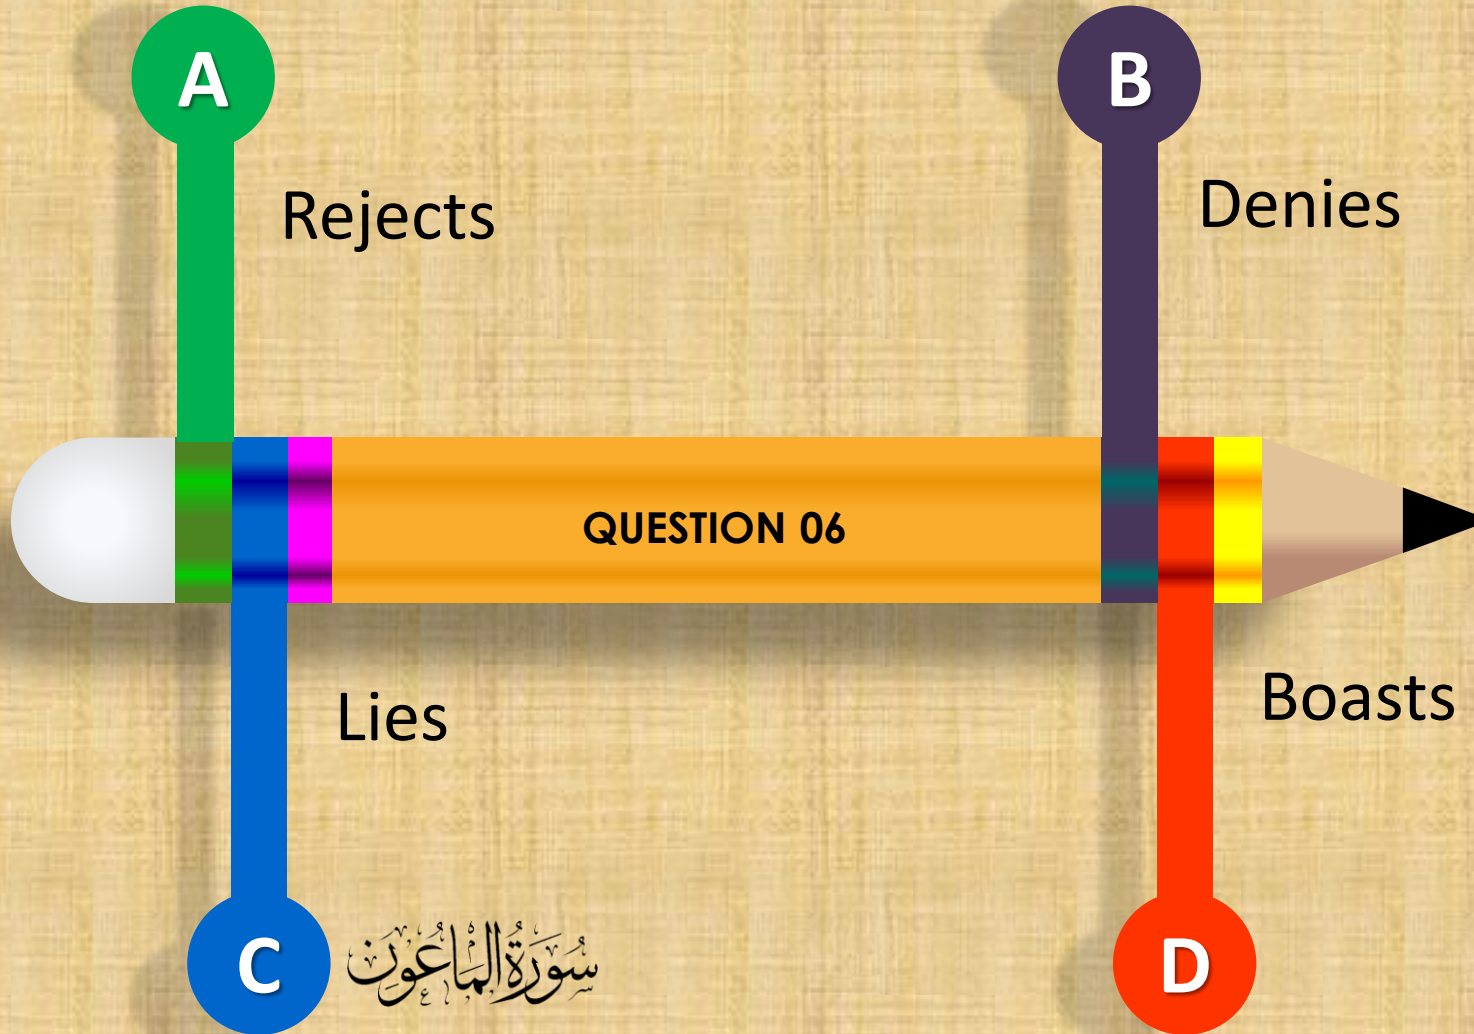 A
B
Rejects
Denies
QUESTION 06
Lies
Boasts
C
سُورَةُ المَاعُونِ
D